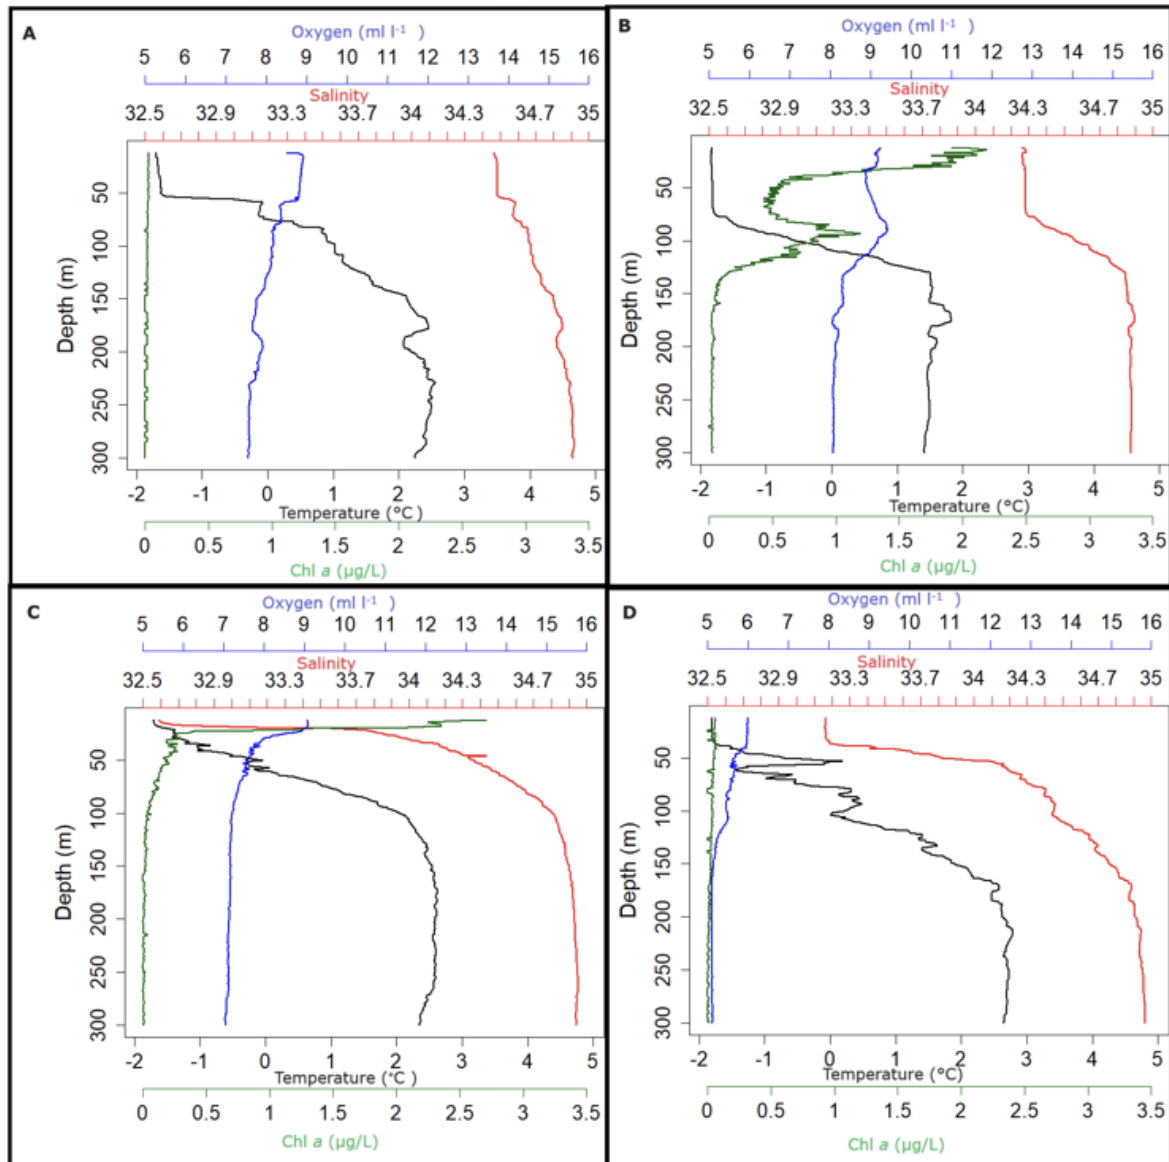 A
Oxygen (ml l-1)
5 6 7 8 9 10 11 12 13 14 15 16
Salinity
32.5 32.9 33.3 33.7 34 34.3 34.7 35
Depth (m)
50
100
150
200
250
300
-2 -1 0 1 2 3 4 5
Temperature (°C)
0 0.5 1 1.5 2 2.5 3 3.5
Chl a (µg/L)
B
Oxygen (ml l-1)
5 6 7 8 9 10 11 12 13 14 15 16
Salinity
32.5 32.9 33.3 33.7 34 34.3 34.7 35
Depth (m)
50
100
150
200
250
300
-2 -1 0 1 2 3 4 5
Temperature (°C)
0 0.5 1 1.5 2 2.5 3 3.5
Chl a (µg/L)
C
Oxygen (ml l-1)
5 6 7 8 9 10 11 12 13 14 15 16
Salinity
32.5 32.9 33.3 33.7 34 34.3 34.7 35
Depth (m)
50
100
150
200
250
300
-2 -1 0 1 2 3 4 5
Temperature (°C )
0 0.5 1 1.5 2 2.5 3 3.5
Chl a (µg/L)
D
Oxygen (ml l-1 )
5 6 7 8 9 10 11 12 13 14 15 16
Salinity
32.5 32.9 33.3 33.7 34 34.3 34.7 35
Depth (m)
50
100
150
200
250
300
-2 -1 0 1 2 3 4 5
Temperature (°C)
0 0.5 1 1.5 2 2.5 3 3.5
Chl a (µg/L)